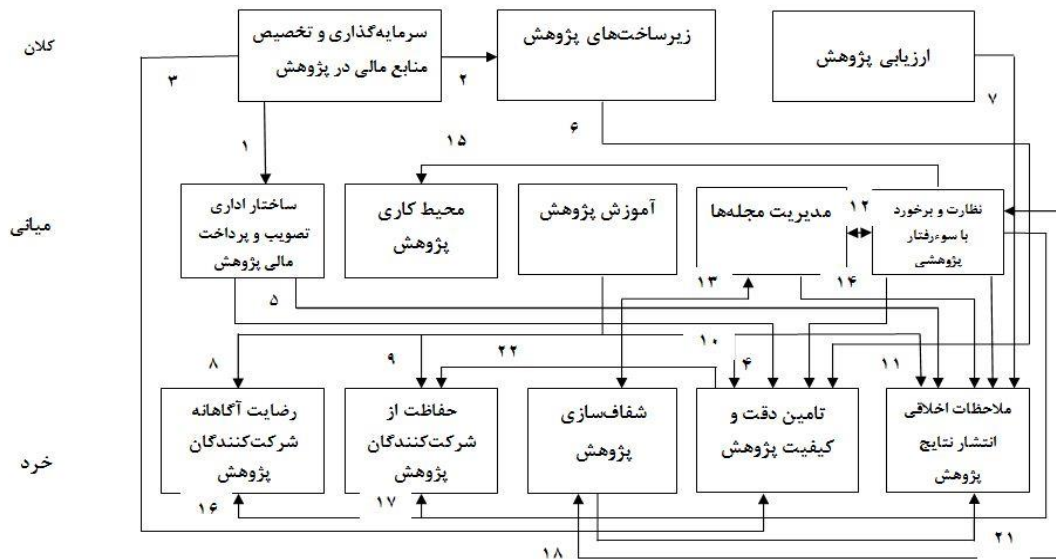 کلان
سرمایه‌گذاری و تخصیص
منابع مالی در پژوهش
زیرساخت‌های پژوهش
ارزیابی پژوهش
۳
۲
۷
۶
۱
۱۵
میانی
ساختار اداری
تصویب و پرداخت
مالی پژوهش
محیط کاری
پژوهش
آموزش پژوهش
مدیریت مجله‌ها
۱۲
نظارت و برخورد
با سوءرفتار
پژوهشی
۵
۱۳
۱۴
۸
۹
۲۲
۱۰
۴
۱۱
خرد
رضایت آگاهانه
شرکت‌کنندگان
پژوهش
حفاظت از
شرکت‌کنندگان
پژوهش
شفاف‌سازی
پژوهش
تامین دقت و
کیفیت پژوهش
ملاحظات اخلاقی
انتشار نتایج
پژوهش
۱۶
۱۷
۱۸
۲۱